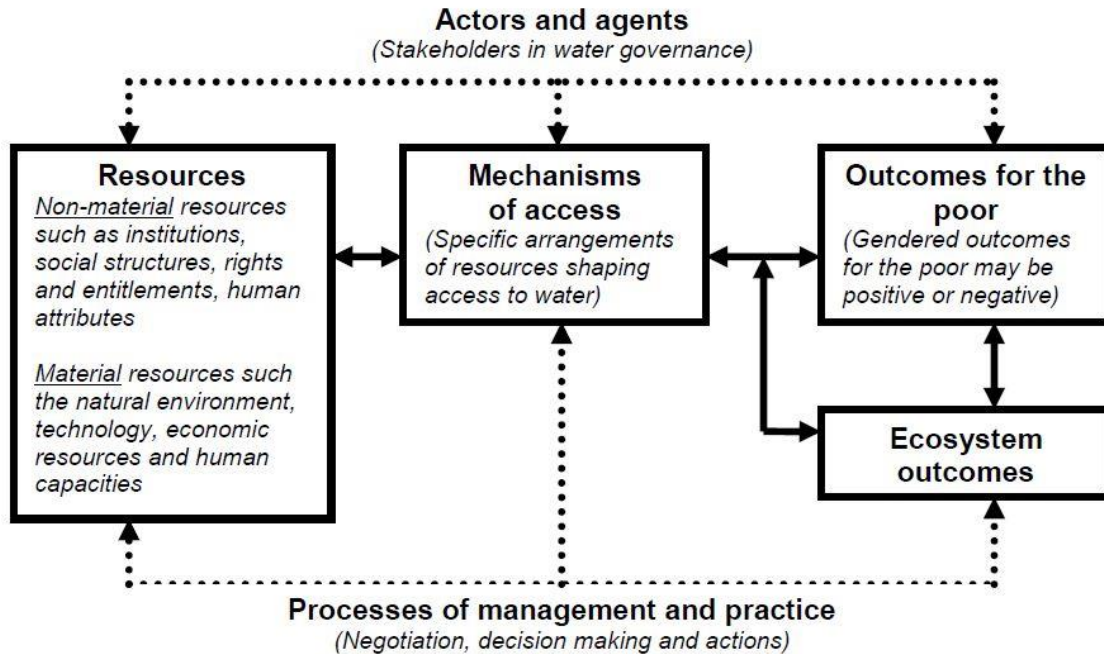 Actors and agents
(Stakeholders in water governance)
Resources
Non-material resources
such as institutions,
social structures, rights
and entitlements, human
attributes
Material resources such
the natural environment,
technology, economic
resources and human
capacities
Mechanisms
of access
(Specific arrangements
of resources shaping
access to water)
Outcomes for the
poor
(Gendered outcomes
for the poor may be
positive or negative)
Ecosystem
outcomes
Processes of management and practice
(Negotiation, decision making and actions)